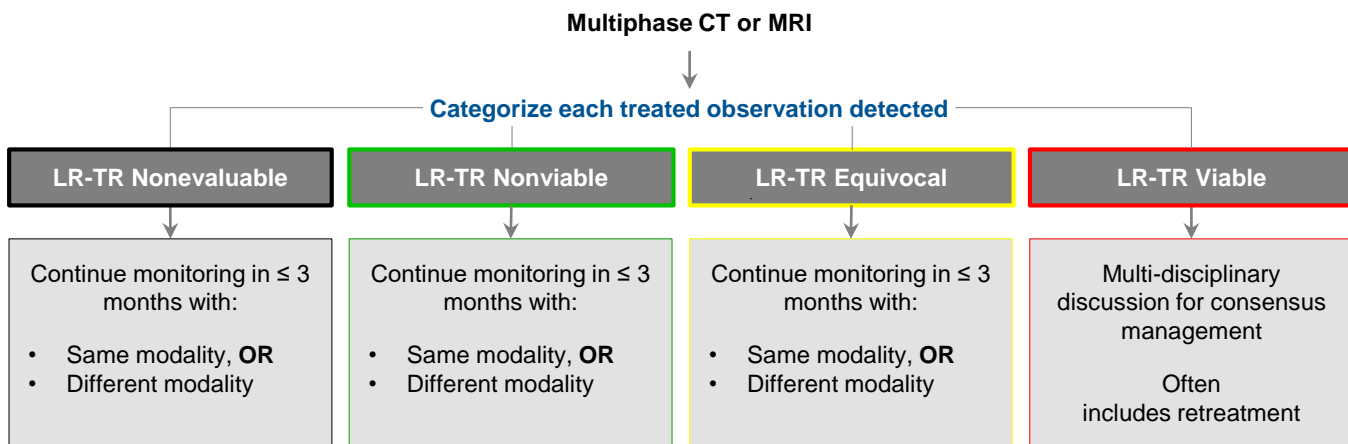 Multiphase CT or MRI
Categorize each treated observation detected
LR-TR Nonevaluable
LR-TR Nonviable
LR-TR Equivocal
LR-TR Viable
Continue monitoring in ≤ 3
months with:
• Same modality, OR
• Different modality
Continue monitoring in ≤ 3
months with:
• Same modality, OR
• Different modality
Continue monitoring in ≤ 3
months with:
• Same modality, OR
• Different modality
Multi-disciplinary
discussion for consensus
management
Often
includes retreatment